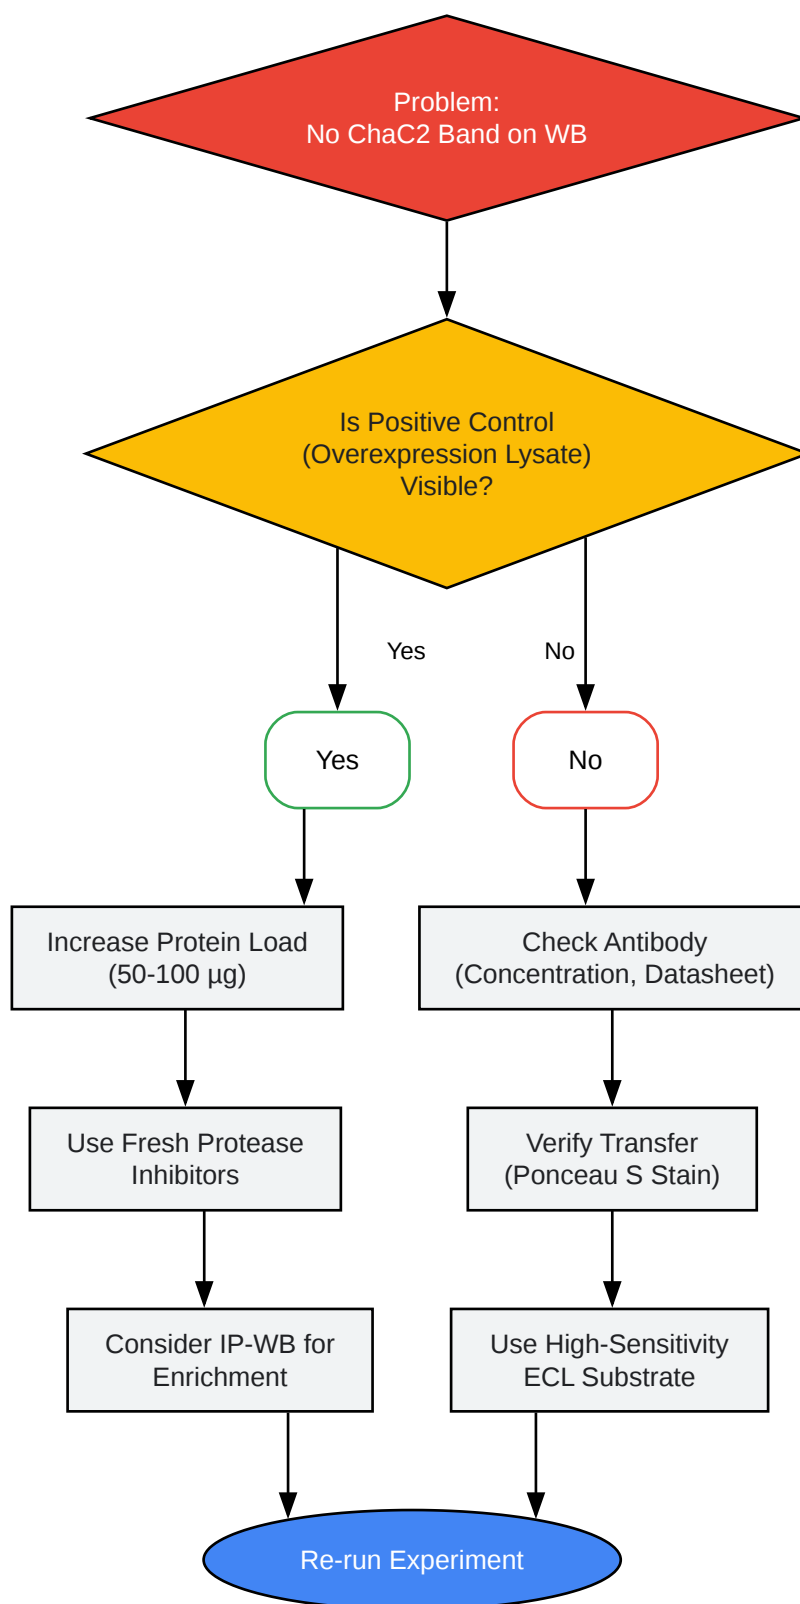 Problem:
No ChaC2 Band on WB
Is Positive Control
(Overexpression Lysate)
Visible?
Yes
No
Yes
No
Increase Protein Load
(50-100 µg)
Check Antibody
(Concentration, Datasheet)
Use Fresh Protease
Inhibitors
Verify Transfer
(Ponceau S Stain)
Consider IP-WB for
Enrichment
Use High-Sensitivity
ECL Substrate
Re-run Experiment